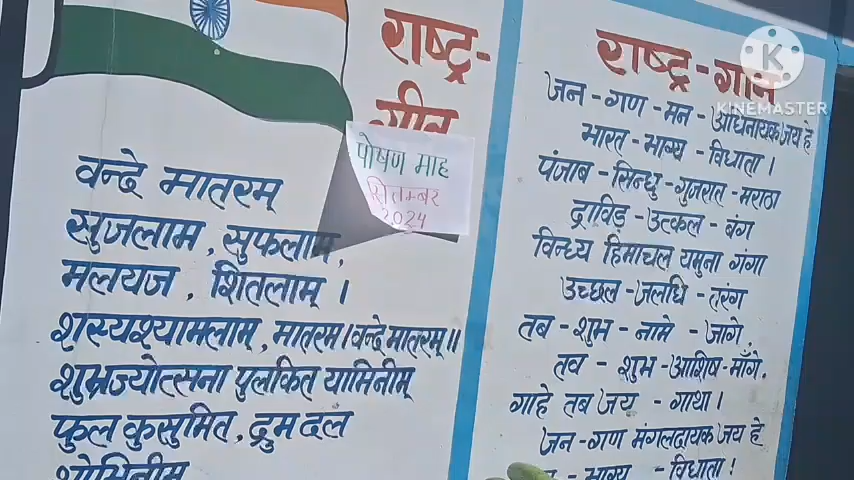 राष्ट्र-
गीत
पोषण माह
सितम्बर
2024
वन्दे मातरम्
सुजलाम, सुफलाम,
मलयज, शितलाम् ।
शस्यश्यामलाम्, मातरम। वन्दे मातरम्॥
शुभ्रज्योत्सना पुलकित यामिनीम्
फुल कुसुमित, द्रुम दल
राष्ट्र-गान
जन-गण-मन-अधिनायक जय हे
भारत-भाग्य-विधाता।
पंजाब-सिन्धु-गुजरात-मराठा
द्राविड़-उत्कल-बंग
विन्ध्य हिमाचल यमुना गंगा
उच्छल-जलधि-तरंग
तब-शुभ-नामे-जागे,
तव-शुभ-आशिष-माँगे,
गाहे तब जय-गाथा।
जन-गण मंगलदायक जय हे
- भाग्य - विधाता!
KINEMASTER